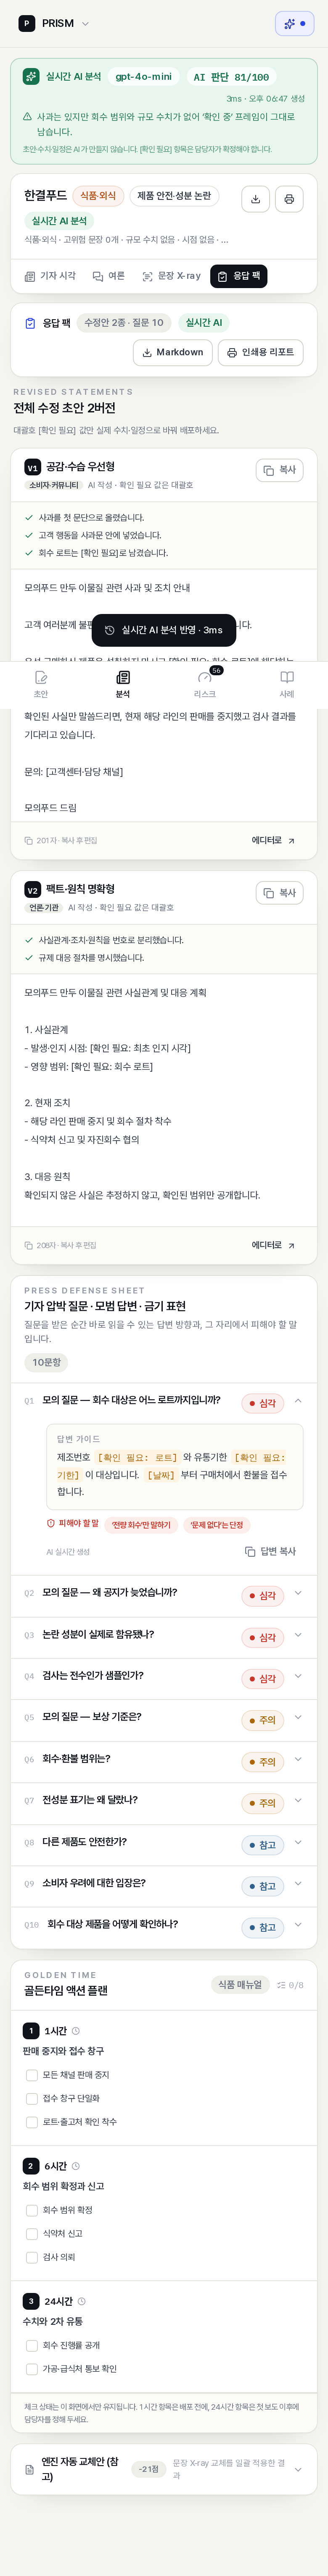 P PRISM
실시간 AI 분석 gpt-4o-mini AI 판단 81/100
3ms · 오후 06:47 생성
사과는 있지만 회수 범위와 규모 수치가 없어 '확인 중' 프레임이 그대로
남습니다.
초안·수치·일정은 AI가 만들지 않습니다. [확인 필요] 항목은 담당자가 확정해야 합니다.
한결푸드 식품·외식 제품 안전·성분 논란
실시간 AI 분석
식품·외식 · 고위험 문장 0개 · 규모 수치 없음 · 시점 없음 · ...
기자 시각 여론 문장 X-ray 응답 팩
응답 팩 수정안 2종 · 질문 10 실시간 AI
Markdown 인쇄용 리포트
REVISED STATEMENTS
전체 수정 초안 2버전
대괄호 [확인 필요] 값만 실제 수치·일정으로 바꿔 배포하세요.
V1 공감·수습 우선형 복사
소비자·커뮤니티 AI 작성 · 확인 필요 값은 대괄호
사과를 첫 문단으로 올렸습니다.
고객 행동을 사과문 안에 넣었습니다.
회수 로트는 [확인 필요]로 남겼습니다.
모의푸드 만두 이물질 관련 사과 및 조치 안내
고객 여러분께 불편
니다.
실시간 AI 분석 반영 · 3ms
초안 분석 리스크 56 사례
확인된 사실만 말씀드리면, 현재 해당 라인의 판매를 중지했고 검사 결과를
기다리고 있습니다.
문의: [고객센터·담당 채널]
모의푸드 드림
201자 · 복사 후 편집 에디터로
V2 팩트·원칙 명확형 복사
언론·기관 AI 작성 · 확인 필요 값은 대괄호
사실관계·조치·원칙을 번호로 분리했습니다.
규제 대응 절차를 명시했습니다.
모의푸드 만두 이물질 관련 사실관계 및 대응 계획
1. 사실관계
- 발생·인지 시점: [확인 필요: 최초 인지 시각]
- 영향 범위: [확인 필요: 회수 로트]
2. 현재 조치
- 해당 라인 판매 중지 및 회수 절차 착수
- 식약처 신고 및 자진회수 협의
3. 대응 원칙
확인되지 않은 사실은 추정하지 않고, 확인된 범위만 공개합니다.
208자 · 복사 후 편집 에디터로
PRESS DEFENSE SHEET
기자 압박 질문 · 모범 답변 · 금기 표현
질문을 받은 순간 바로 읽을 수 있는 답변 방향과, 그 자리에서 피해야 할 말
입니다.
10문항
Q1 모의 질문 — 회수 대상은 어느 로트까지입니까? 심각
답변 가이드
제조번호 [확인 필요: 로트] 와 유통기한 [확인 필요:
기한] 이 대상입니다. [날짜] 부터 구매처에서 환불을 접수
합니다.
피해야 할 말 '전량 회수'만 말하기 '문제 없다'는 단정
AI 실시간 생성 답변 복사
Q2 모의 질문 — 왜 공지가 늦었습니까? 심각
Q3 논란 성분이 실제로 함유됐나? 심각
Q4 검사는 전수인가 샘플인가? 심각
Q5 모의 질문 — 보상 기준은? 주의
Q6 회수·환불 범위는? 주의
Q7 전성분 표기는 왜 달랐나? 주의
Q8 다른 제품도 안전한가? 참고
Q9 소비자 우려에 대한 입장은? 참고
Q10 회수 대상 제품을 어떻게 확인하나? 참고
GOLDEN TIME
골든타임 액션 플랜 식품 매뉴얼 0/8
1 1시간
판매 중지와 접수 창구
모든 채널 판매 중지
접수 창구 단일화
로트·출고처 확인 착수
2 6시간
회수 범위 확정과 신고
회수 범위 확정
식약처 신고
검사 의뢰
3 24시간
수치와 2차 유통
회수 진행률 공개
가공·급식처 통보 확인
체크 상태는 이 화면에서만 유지됩니다. 1시간 항목은 배포 전에, 24시간 항목은 첫 보도 이후에
담당자를 정해 두세요.
엔진 자동 교체안 (참
고) -21점 문장 X-ray 교체를 일괄 적용한 결
과